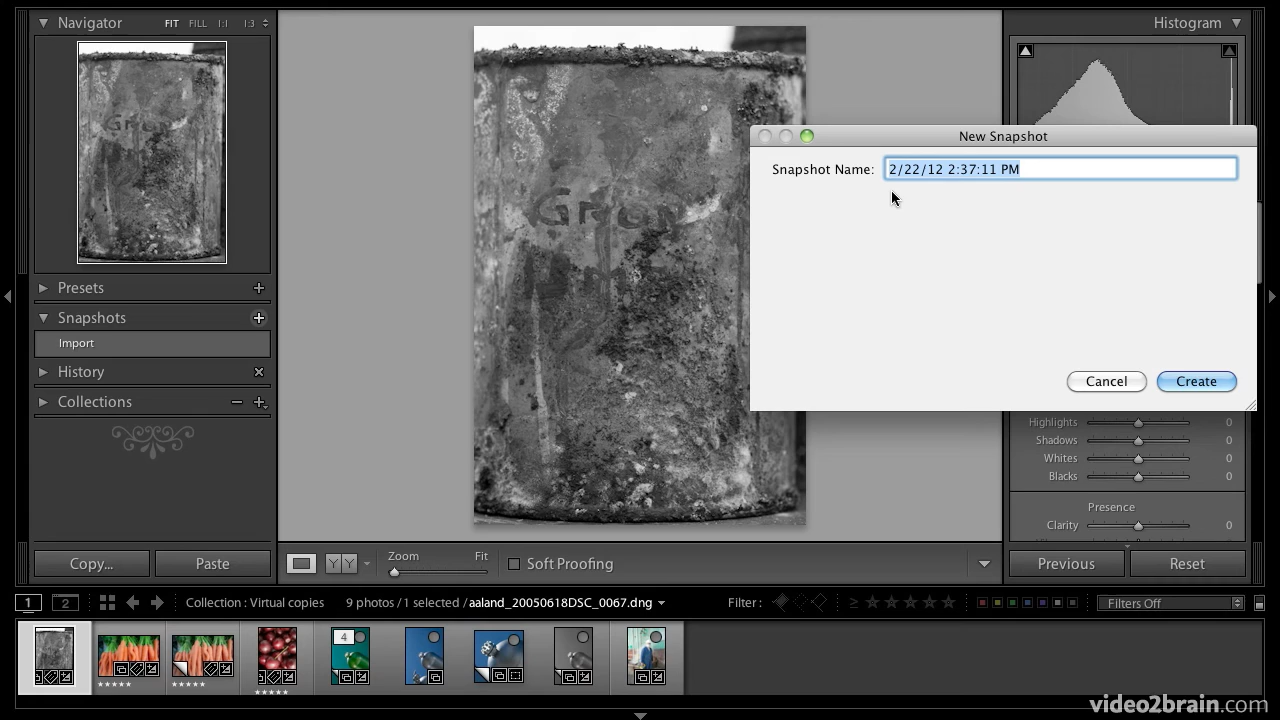 Navigator
FIT FILL 1:1 1:3
Histogram
New Snapshot
Snapshot Name: 2/22/12 2:37:11 PM
Cancel
Create
Presets
Snapshots
Import
History
Collections
Highlights 0
Shadows 0
Whites 0
Blacks 0
Presence
Clarity 0
Copy...
Paste
YY
Zoom Fit
Soft Proofing
Previous
Reset
1 2
Collection : Virtual copies
9 photos / 1 selected / aaland_20050618DSC_0067.dng
Filter :
Filters Off
4
video2brain.com